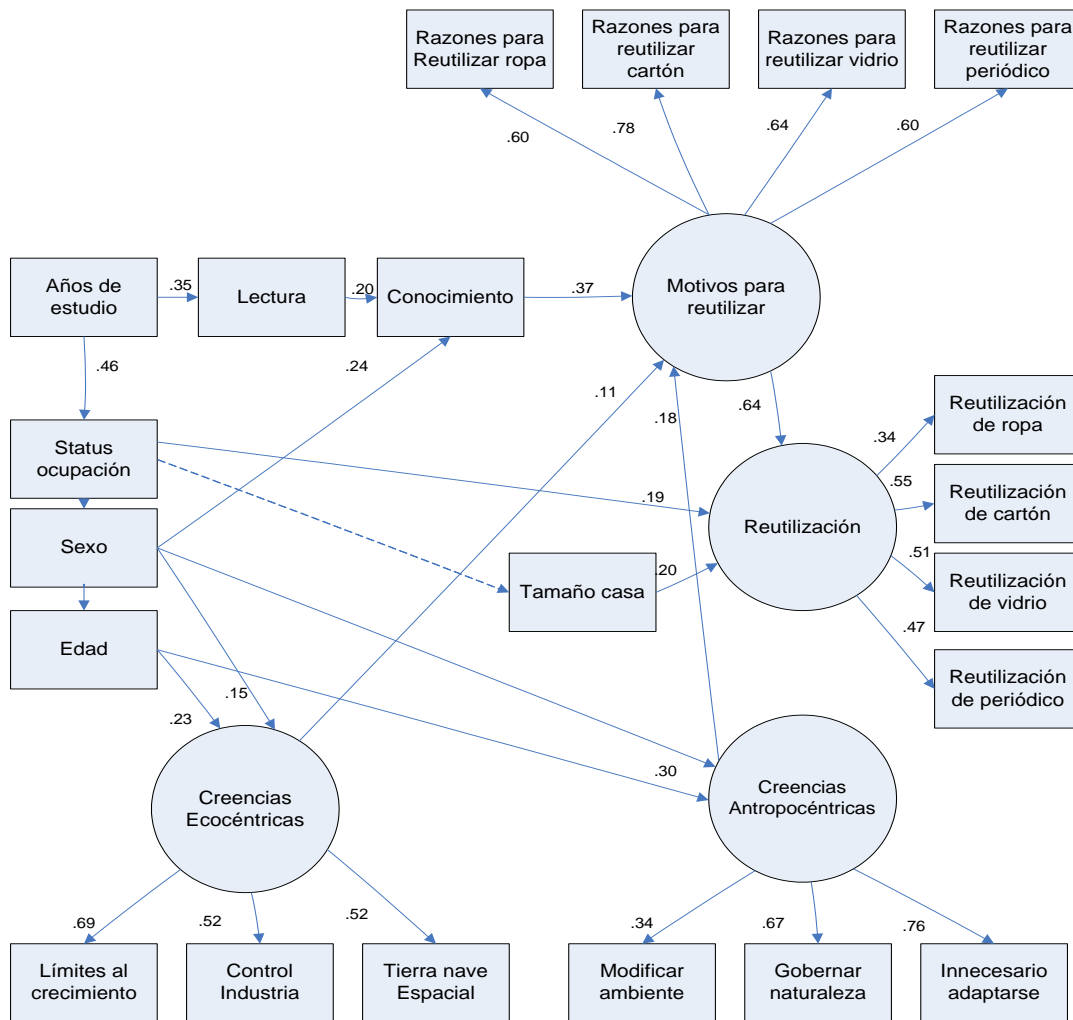 Razones para
Reutilizar ropa
Razones para
reutilizar
cartón
Razones para
reutilizar vidrio
Razones para
reutilizar
periódico
.60
.78
.64
.60
Años de
estudio
.35
Lectura
.20
Conocimiento
.37
Motivos para
reutilizar
.46
.24
.11
.18
.64
Status
ocupación
.19
Reutilización
.34
Reutilización
de ropa
.55
Reutilización
de cartón
Sexo
Tamaño casa
.20
.51
Reutilización
de vidrio
Edad
.47
Reutilización
de periódico
.23
.15
.30
Creencias
Ecocéntricas
Creencias
Antropocéntricas
.69
.52
.52
.34
.67
.76
Límites al
crecimiento
Control
Industria
Tierra nave
Espacial
Modificar
ambiente
Gobernar
naturaleza
Innecesario
adaptarse